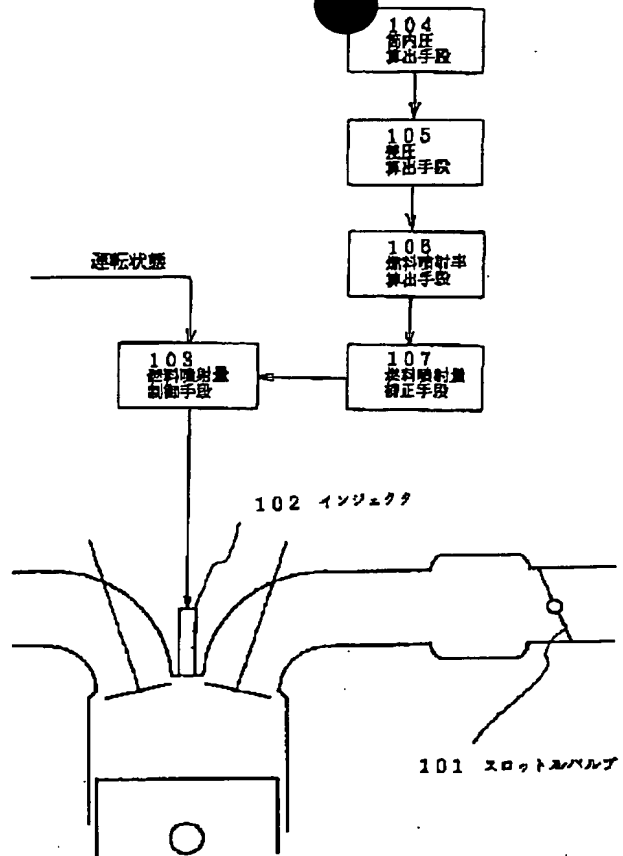 104
筒内圧
算出手段
105
差圧
算出手段
106
燃料噴射率
算出手段
運転状態
103
燃料噴射量
制御手段
107
燃料噴射量
補正手段
102 インジェクタ
101 スロットルバルブ